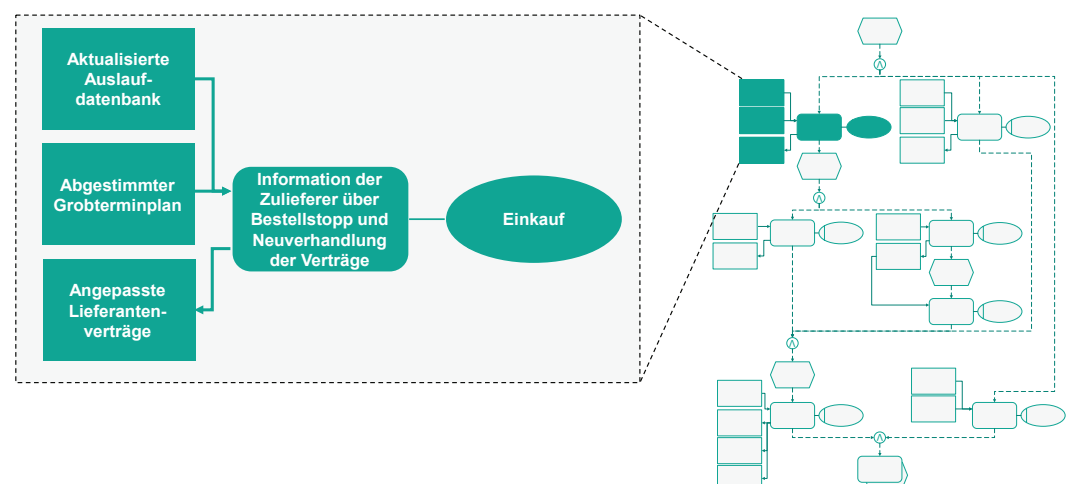 Aktualisierte
Auslauf-
datenbank
Abgestimmter
Grobterminplan
Angepasste
Lieferanten-
verträge
Information der
Zulieferer über
Bestellstopp und
Neuverhandlung
der Verträge
Einkauf